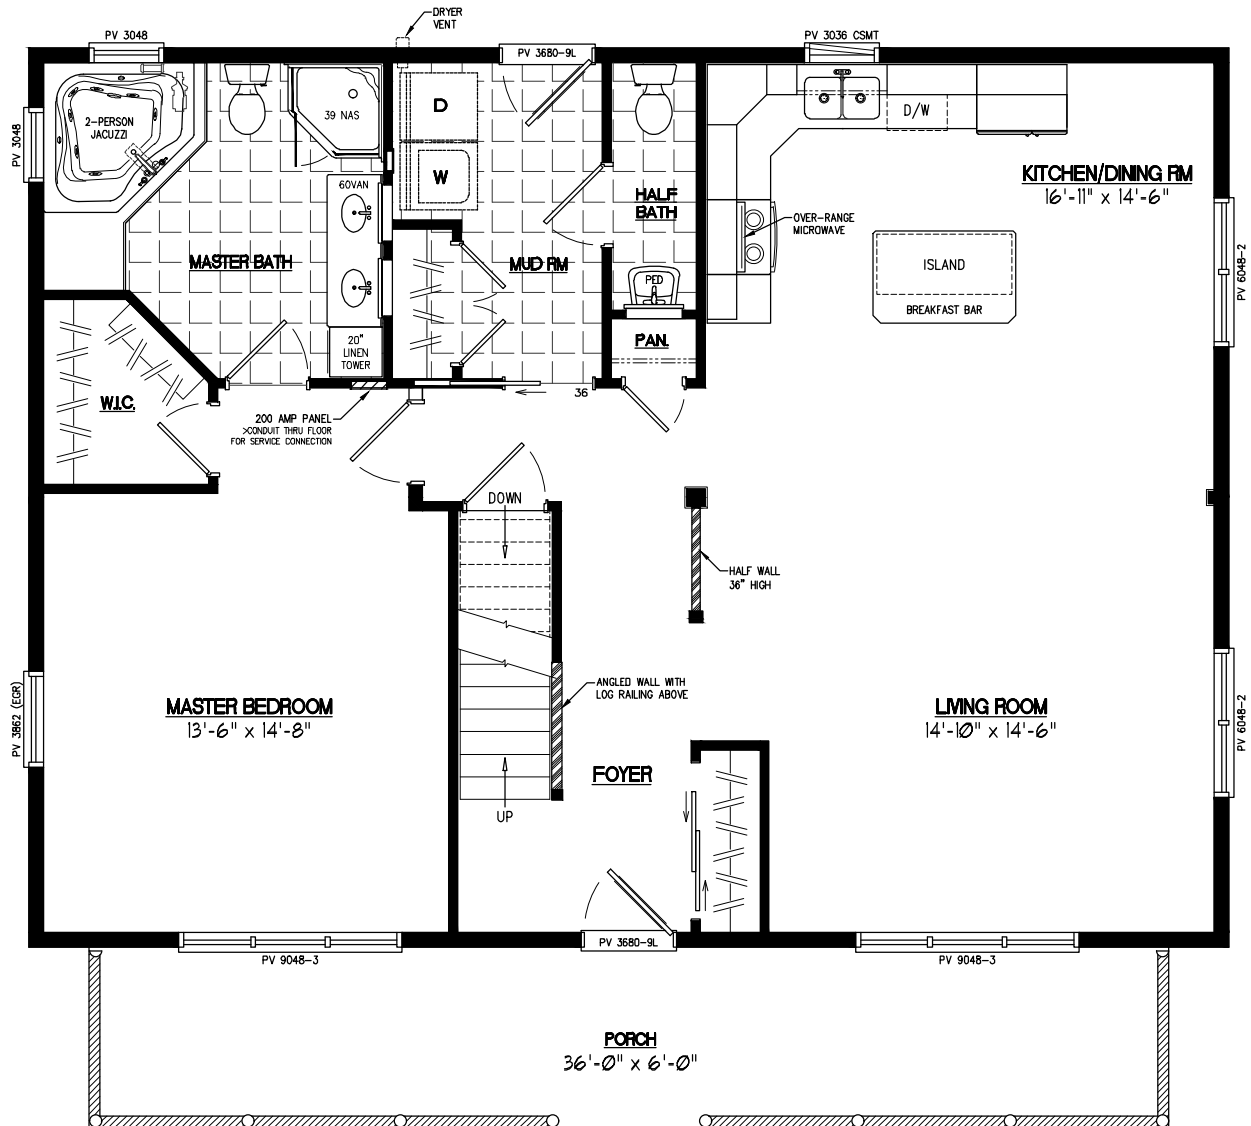 DRYER
VENT
PV 3048
PV 3680-9L
PV 3036 CSMT
PV 3048
2-PERSON
JACUZZI
39 NAS
D
W
D/W
KITCHEN/DINING RM
16'-11" x 14'-6"
60VAN
HALF
BATH
OVER-RANGE
MICROWAVE
MASTER BATH
MUD RM
PED
ISLAND
BREAKFAST BAR
PV 6048-2
20"
LINEN
TOWER
PAN.
W.I.C.
36
200 AMP PANEL
>CONDUIT THRU FLOOR
FOR SERVICE CONNECTION
DOWN
HALF WALL
36" HIGH
ANGLED WALL WITH
LOG RAILING ABOVE
PV 3862 (EGR)
MASTER BEDROOM
13'-6" x 14'-8"
LIVING ROOM
14'-10" x 14'-6"
PV 6048-2
FOYER
UP
PV 9048-3
PV 3680-9L
PV 9048-3
PORCH
36'-0" x 6'-0"